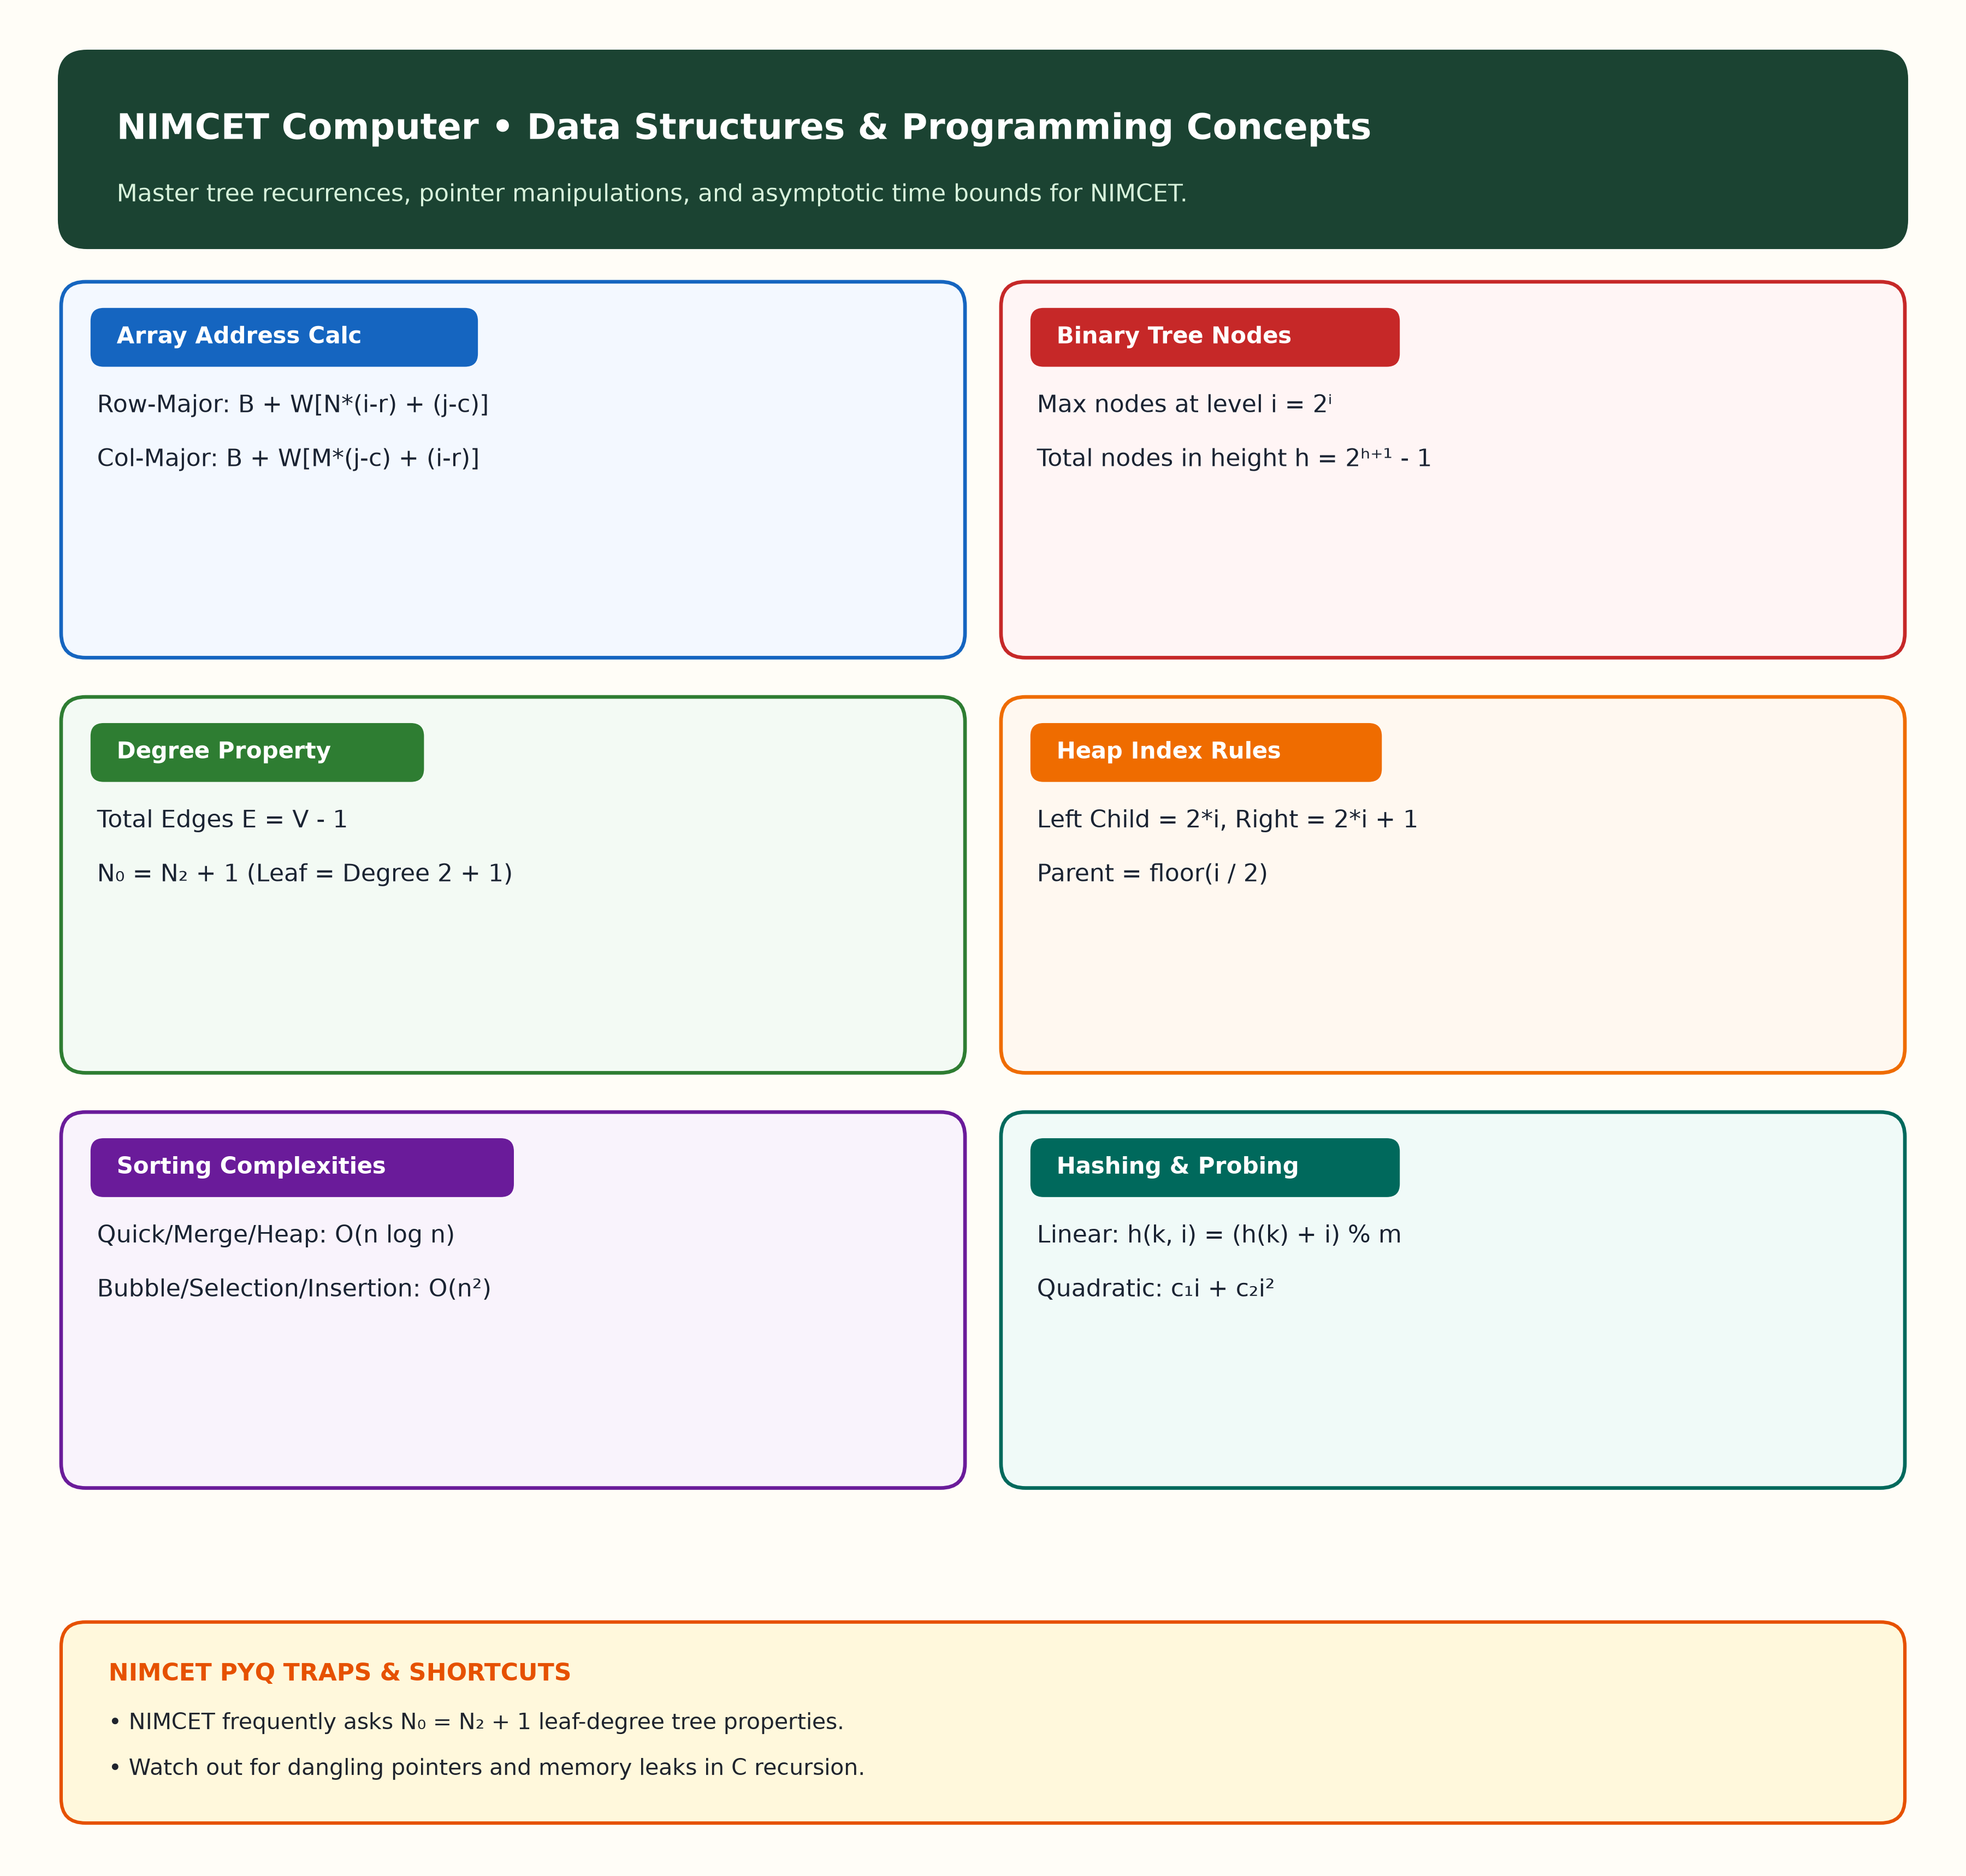 NIMCET Computer • Data Structures & Programming Concepts
Master tree recurrences, pointer manipulations, and asymptotic time bounds for NIMCET.
Array Address Calc
Row-Major: B + W[N*(i-r) + (j-c)]
Col-Major: B + W[M*(j-c) + (i-r)]
Binary Tree Nodes
Max nodes at level i = 2ⁱ
Total nodes in height h = 2ʰ⁺¹ - 1
Degree Property
Total Edges E = V - 1
N₀ = N₂ + 1 (Leaf = Degree 2 + 1)
Heap Index Rules
Left Child = 2*i, Right = 2*i + 1
Parent = floor(i / 2)
Sorting Complexities
Quick/Merge/Heap: O(n log n)
Bubble/Selection/Insertion: O(n²)
Hashing & Probing
Linear: h(k, i) = (h(k) + i) % m
Quadratic: c₁i + c₂i²
NIMCET PYQ TRAPS & SHORTCUTS
• NIMCET frequently asks N₀ = N₂ + 1 leaf-degree tree properties.
• Watch out for dangling pointers and memory leaks in C recursion.